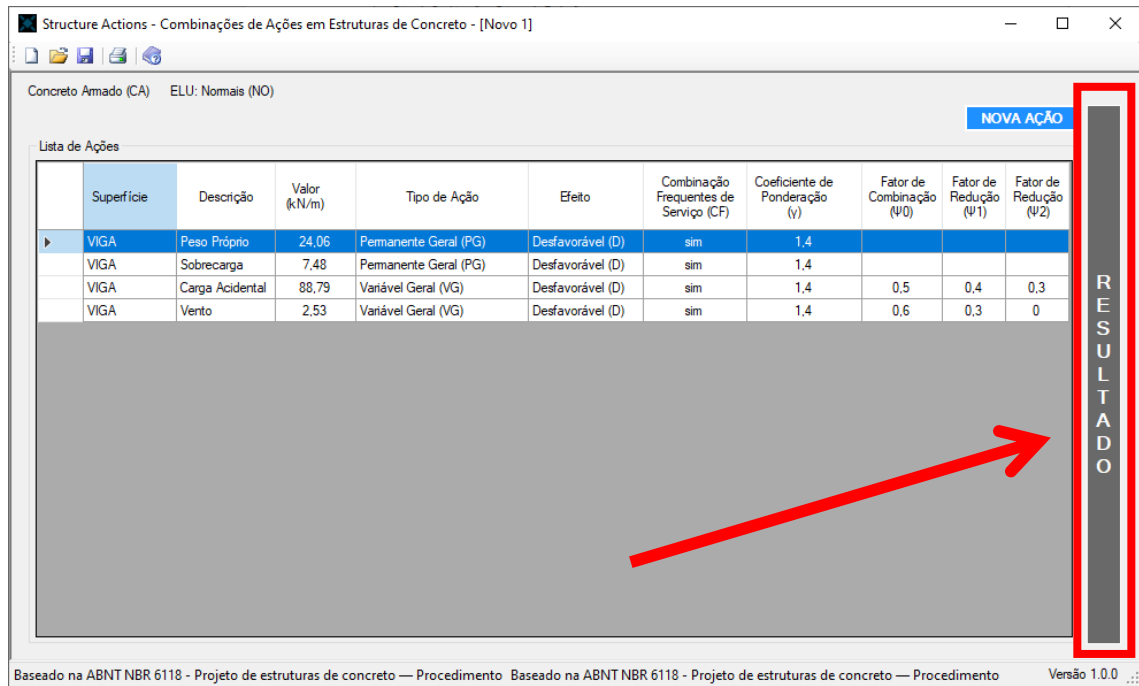 Structure Actions - Combinações de Ações em Estruturas de Concreto - [Novo 1]
Concreto Armado (CA) ELU: Normais (NO)
NOVA AÇÃO
Lista de Ações
Superfície Descrição Valor (kN/m) Tipo de Ação Efeito Combinação Frequentes de Serviço (CF) Coeficiente de Ponderação (γ) Fator de Combinação (Ψ0) Fator de Redução (Ψ1) Fator de Redução (Ψ2)
VIGA Peso Próprio 24,06 Permanente Geral (PG) Desfavorável (D) sim 1,4
VIGA Sobrecarga 7,48 Permanente Geral (PG) Desfavorável (D) sim 1,4
VIGA Carga Acidental 88,79 Variável Geral (VG) Desfavorável (D) sim 1,4 0,5 0,4 0,3
VIGA Vento 2,53 Variável Geral (VG) Desfavorável (D) sim 1,4 0,6 0,3 0
RESULTADO
Baseado na ABNT NBR 6118 - Projeto de estruturas de concreto — Procedimento Baseado na ABNT NBR 6118 - Projeto de estruturas de concreto — Procedimento Versão 1.0.0